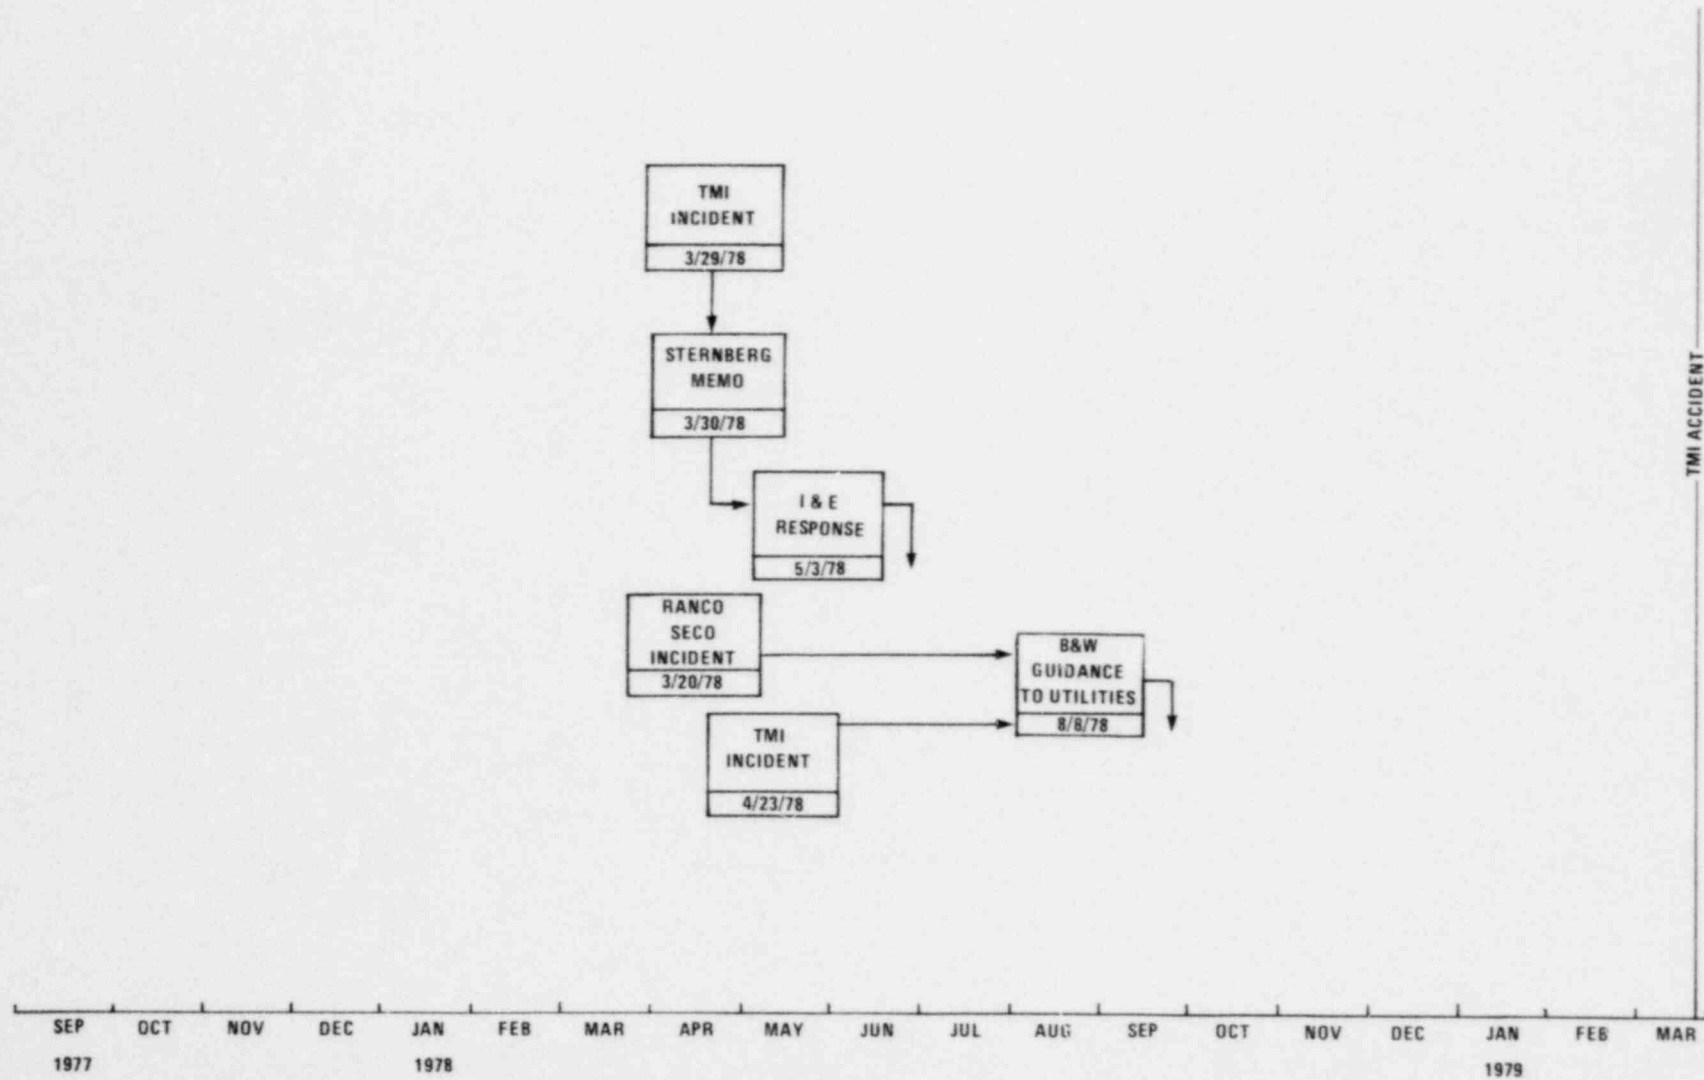 TMI
INCIDENT
3/29/78
STERNBERG
MEMO
3/30/78
I & E
RESPONSE
5/3/78
RANCO
SECO
INCIDENT
3/20/78
B&W
GUIDANCE
TO UTILITIES
8/8/78
TMI
INCIDENT
4/23/78
TMI ACCIDENT
SEP OCT NOV DEC JAN FEB MAR APR MAY JUN JUL AUG SEP OCT NOV DEC JAN FEB MAR
1977 1978 1979